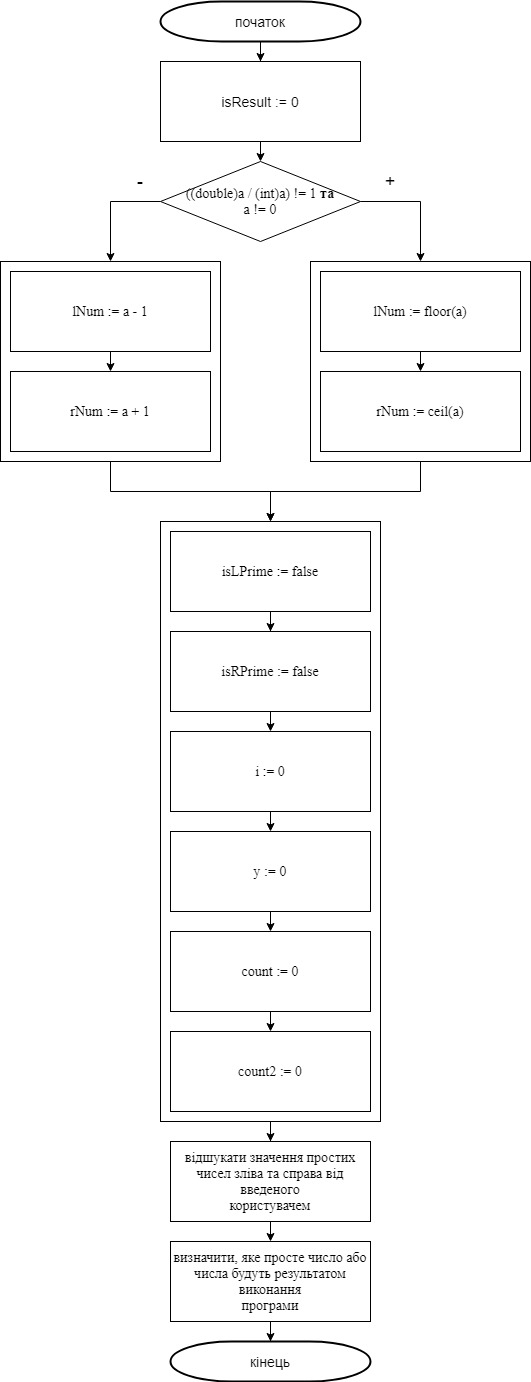 початок
isResult := 0
-
+
((double)a / (int)a) != 1 та
a != 0
lNum := a - 1
lNum := floor(a)
rNum := a + 1
rNum := ceil(a)
isLPrime := false
isRPrime := false
i := 0
y := 0
count := 0
count2 := 0
відшукати значення простих
чисел зліва та справа від
введеного
користувачем
визначити, яке просте число або
числа будуть результатом
виконання
програми
кінець